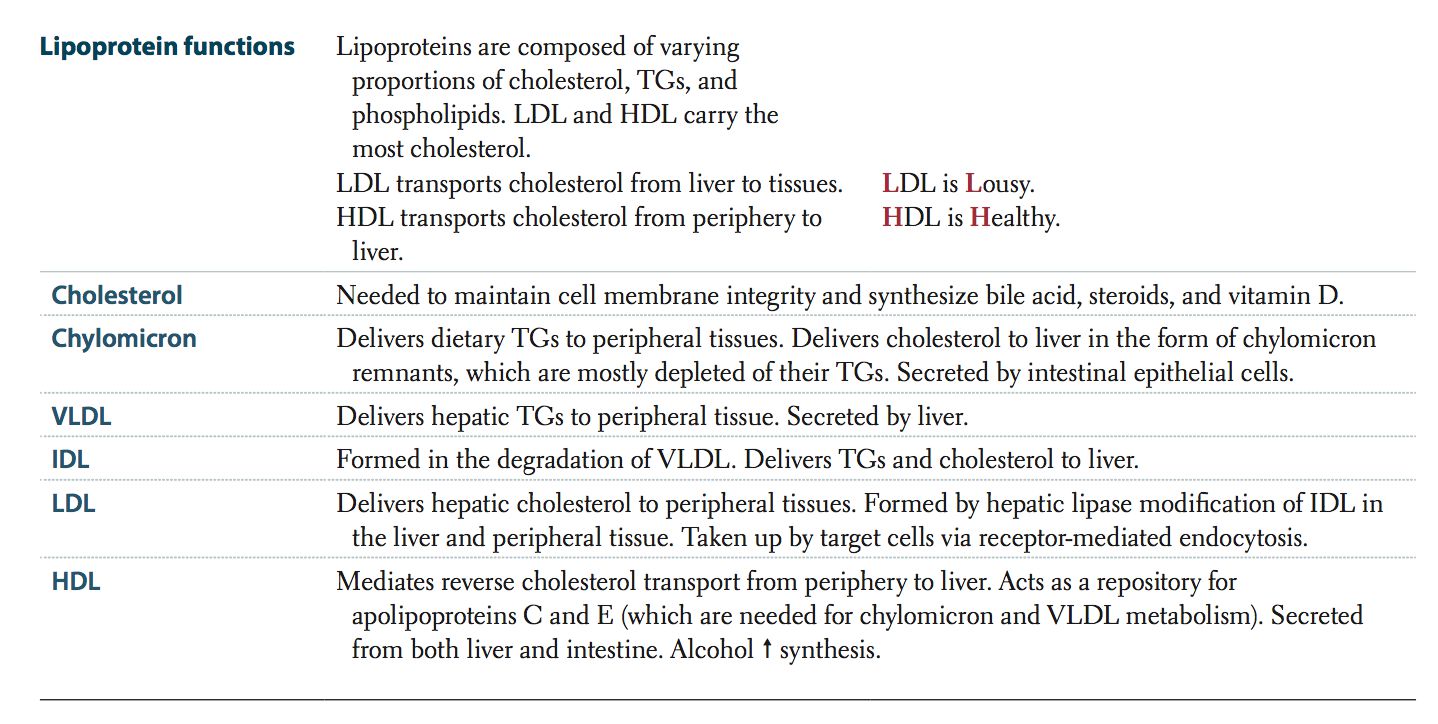 Lipoprotein functions
Lipoproteins are composed of varying
proportions of cholesterol, TGs, and
phospholipids. LDL and HDL carry the
most cholesterol.
LDL transports cholesterol from liver to tissues.
LDL is Lousy.
HDL transports cholesterol from periphery to
liver.
HDL is Healthy.
Cholesterol
Needed to maintain cell membrane integrity and synthesize bile acid, steroids, and vitamin D.
Chylomicron
Delivers dietary TGs to peripheral tissues. Delivers cholesterol to liver in the form of chylomicron
remnants, which are mostly depleted of their TGs. Secreted by intestinal epithelial cells.
VLDL
Delivers hepatic TGs to peripheral tissue. Secreted by liver.
IDL
Formed in the degradation of VLDL. Delivers TGs and cholesterol to liver.
LDL
Delivers hepatic cholesterol to peripheral tissues. Formed by hepatic lipase modification of IDL in
the liver and peripheral tissue. Taken up by target cells via receptor-mediated endocytosis.
HDL
Mediates reverse cholesterol transport from periphery to liver. Acts as a repository for
apolipoproteins C and E (which are needed for chylomicron and VLDL metabolism). Secreted
from both liver and intestine. Alcohol ↑ synthesis.